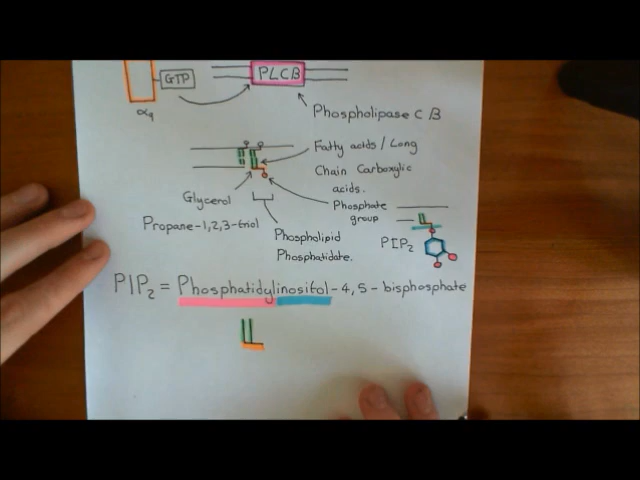 GTP
PLCB
αq
Phospholipase C B
Fatty acids / Long
Chain Carboxylic
acids.
Glycerol
Propane-1,2,3-triol
Phosphate
group
Phospholipid
Phosphatidate.
PIP2
PIP2 = Phosphatidylinositol-4,5-bisphosphate